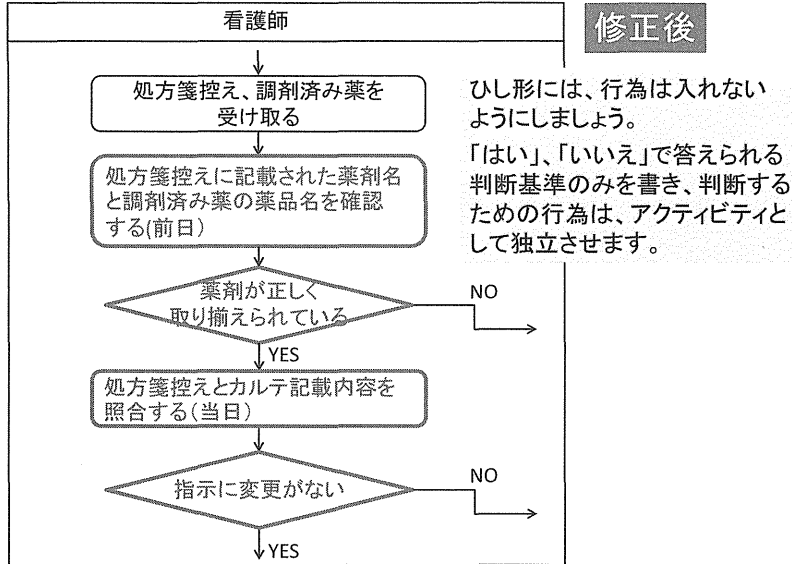 看護師
修正後
処方箋控え、調剤済み薬を
受け取る
ひし形には、行為は入れない
ようにしましょう。
「はい」、「いいえ」で答えられる
判断基準のみを書き、判断する
ための行為は、アクティビティと
して独立させます。
処方箋控えに記載された薬剤名
と調剤済み薬の薬品名を確認
する(前日)
薬剤が正しく
取り揃えられている
NO
YES
処方箋控えとカルテ記載内容を
照合する(当日)
指示に変更がない
NO
YES